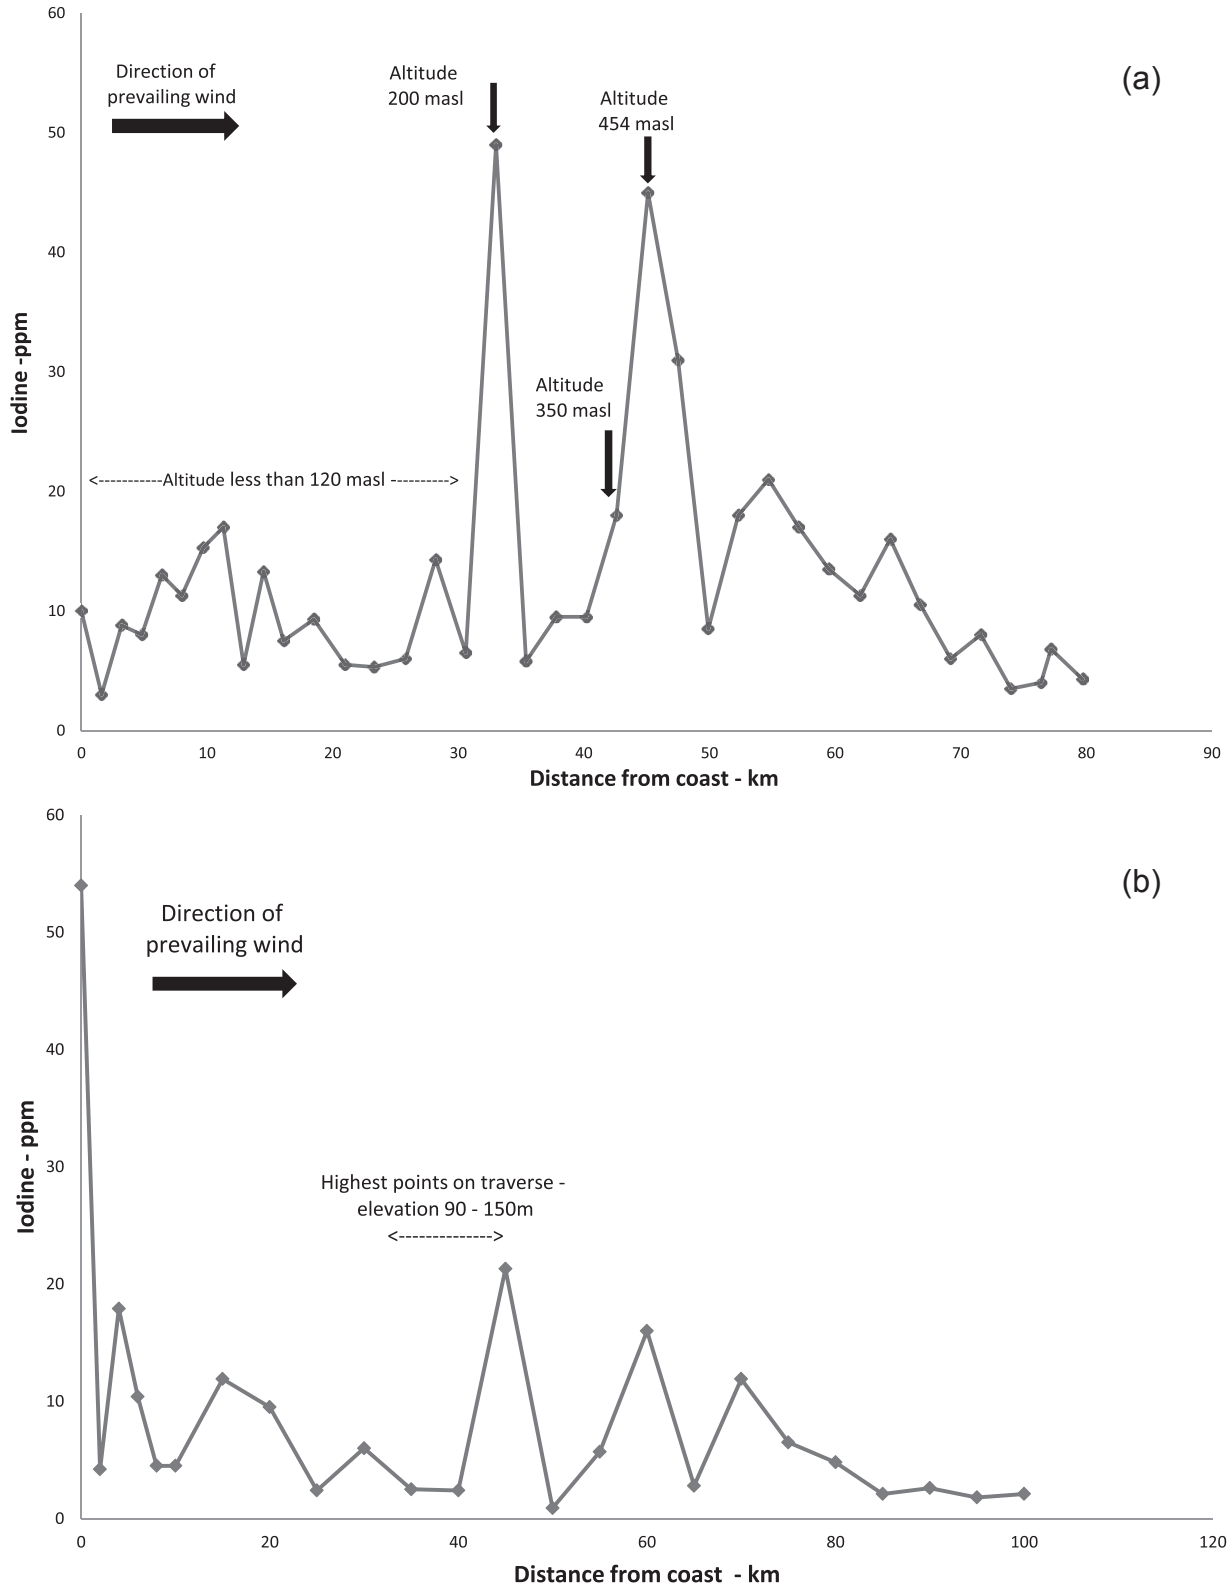 60
(a)
Direction of
prevailing wind
Altitude
200 masl
Altitude
454 masl
50
40
Iodine -ppm
30
Altitude
350 masl
<-----------Altitude less than 120 masl --------->
20
10
0
0 10 20 30 40 50 60 70 80 90
Distance from coast - km
60
(b)
Direction of
prevailing wind
50
40
Iodine - ppm
30
Highest points on traverse -
elevation 90 - 150m
<-------------->
20
10
0
0 20 40 60 80 100 120
Distance from coast - km